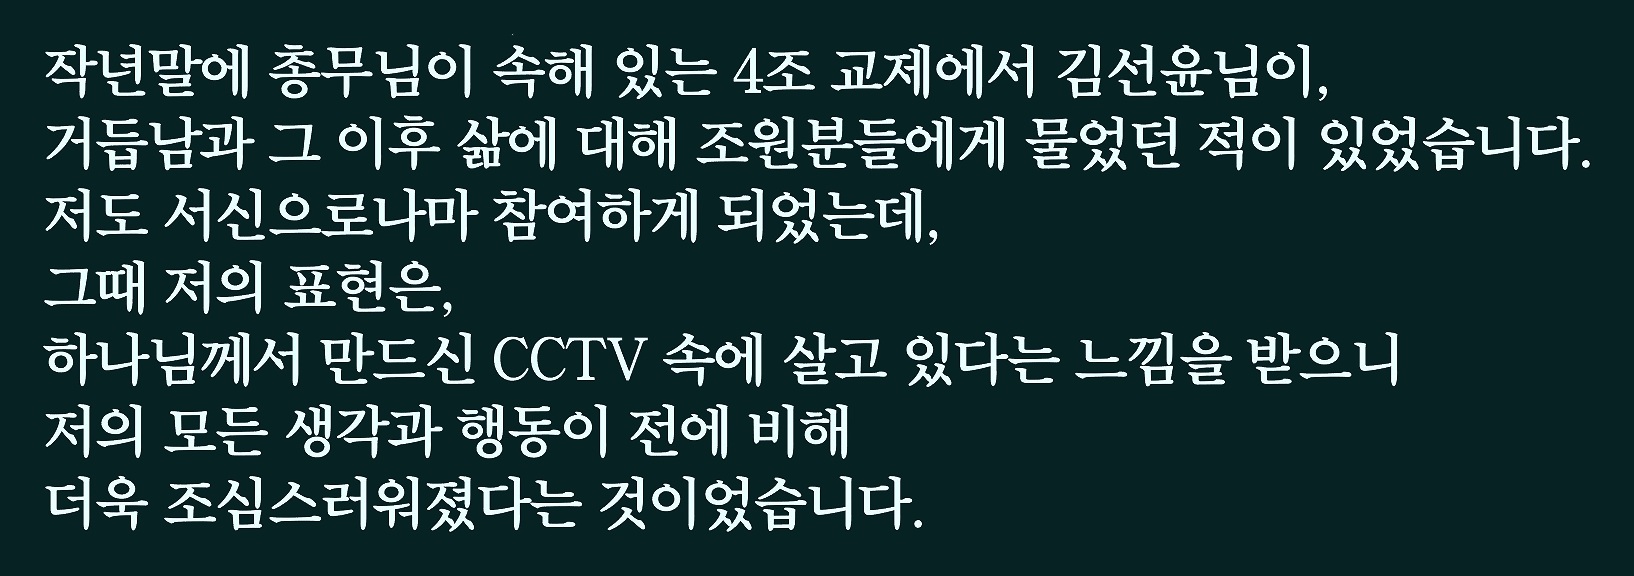 작년말에 총무님이 속해 있는 4조 교제에서 김선윤님이,
거듭남과 그 이후 삶에 대해 조원분들에게 물었던 적이 있었습니다.
저도 서신으로나마 참여하게 되었는데,
그때 저의 표현은,
하나님께서 만드신 CCTV 속에 살고 있다는 느낌을 받으니
저의 모든 생각과 행동이 전에 비해
더욱 조심스러워졌다는 것이었습니다.